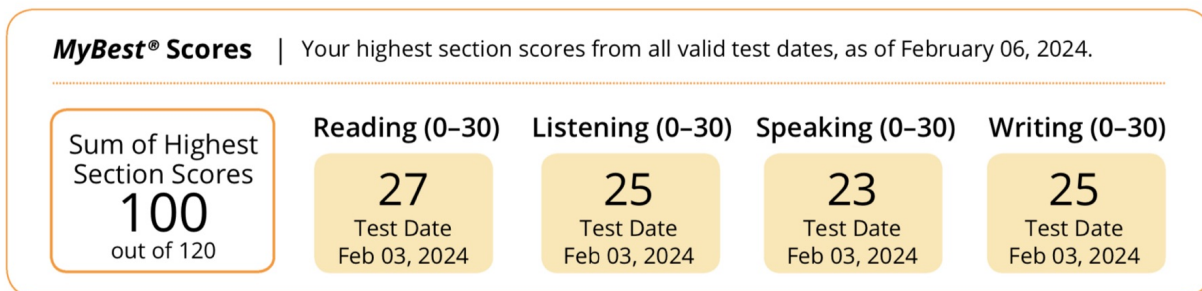 MyBest® Scores | Your highest section scores from all valid test dates, as of February 06, 2024.
Sum of Highest
Section Scores
100
out of 120
Reading (0–30)
27
Test Date
Feb 03, 2024
Listening (0–30)
25
Test Date
Feb 03, 2024
Speaking (0–30)
23
Test Date
Feb 03, 2024
Writing (0–30)
25
Test Date
Feb 03, 2024